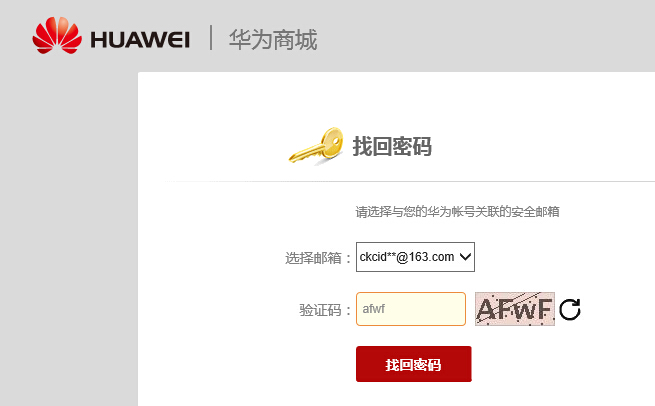 HUAWEI | 华为商城
找回密码
请选择与您的华为帐号关联的安全邮箱
选择邮箱： ckcid**@163.com
验证码： afwf AFwF
找回密码